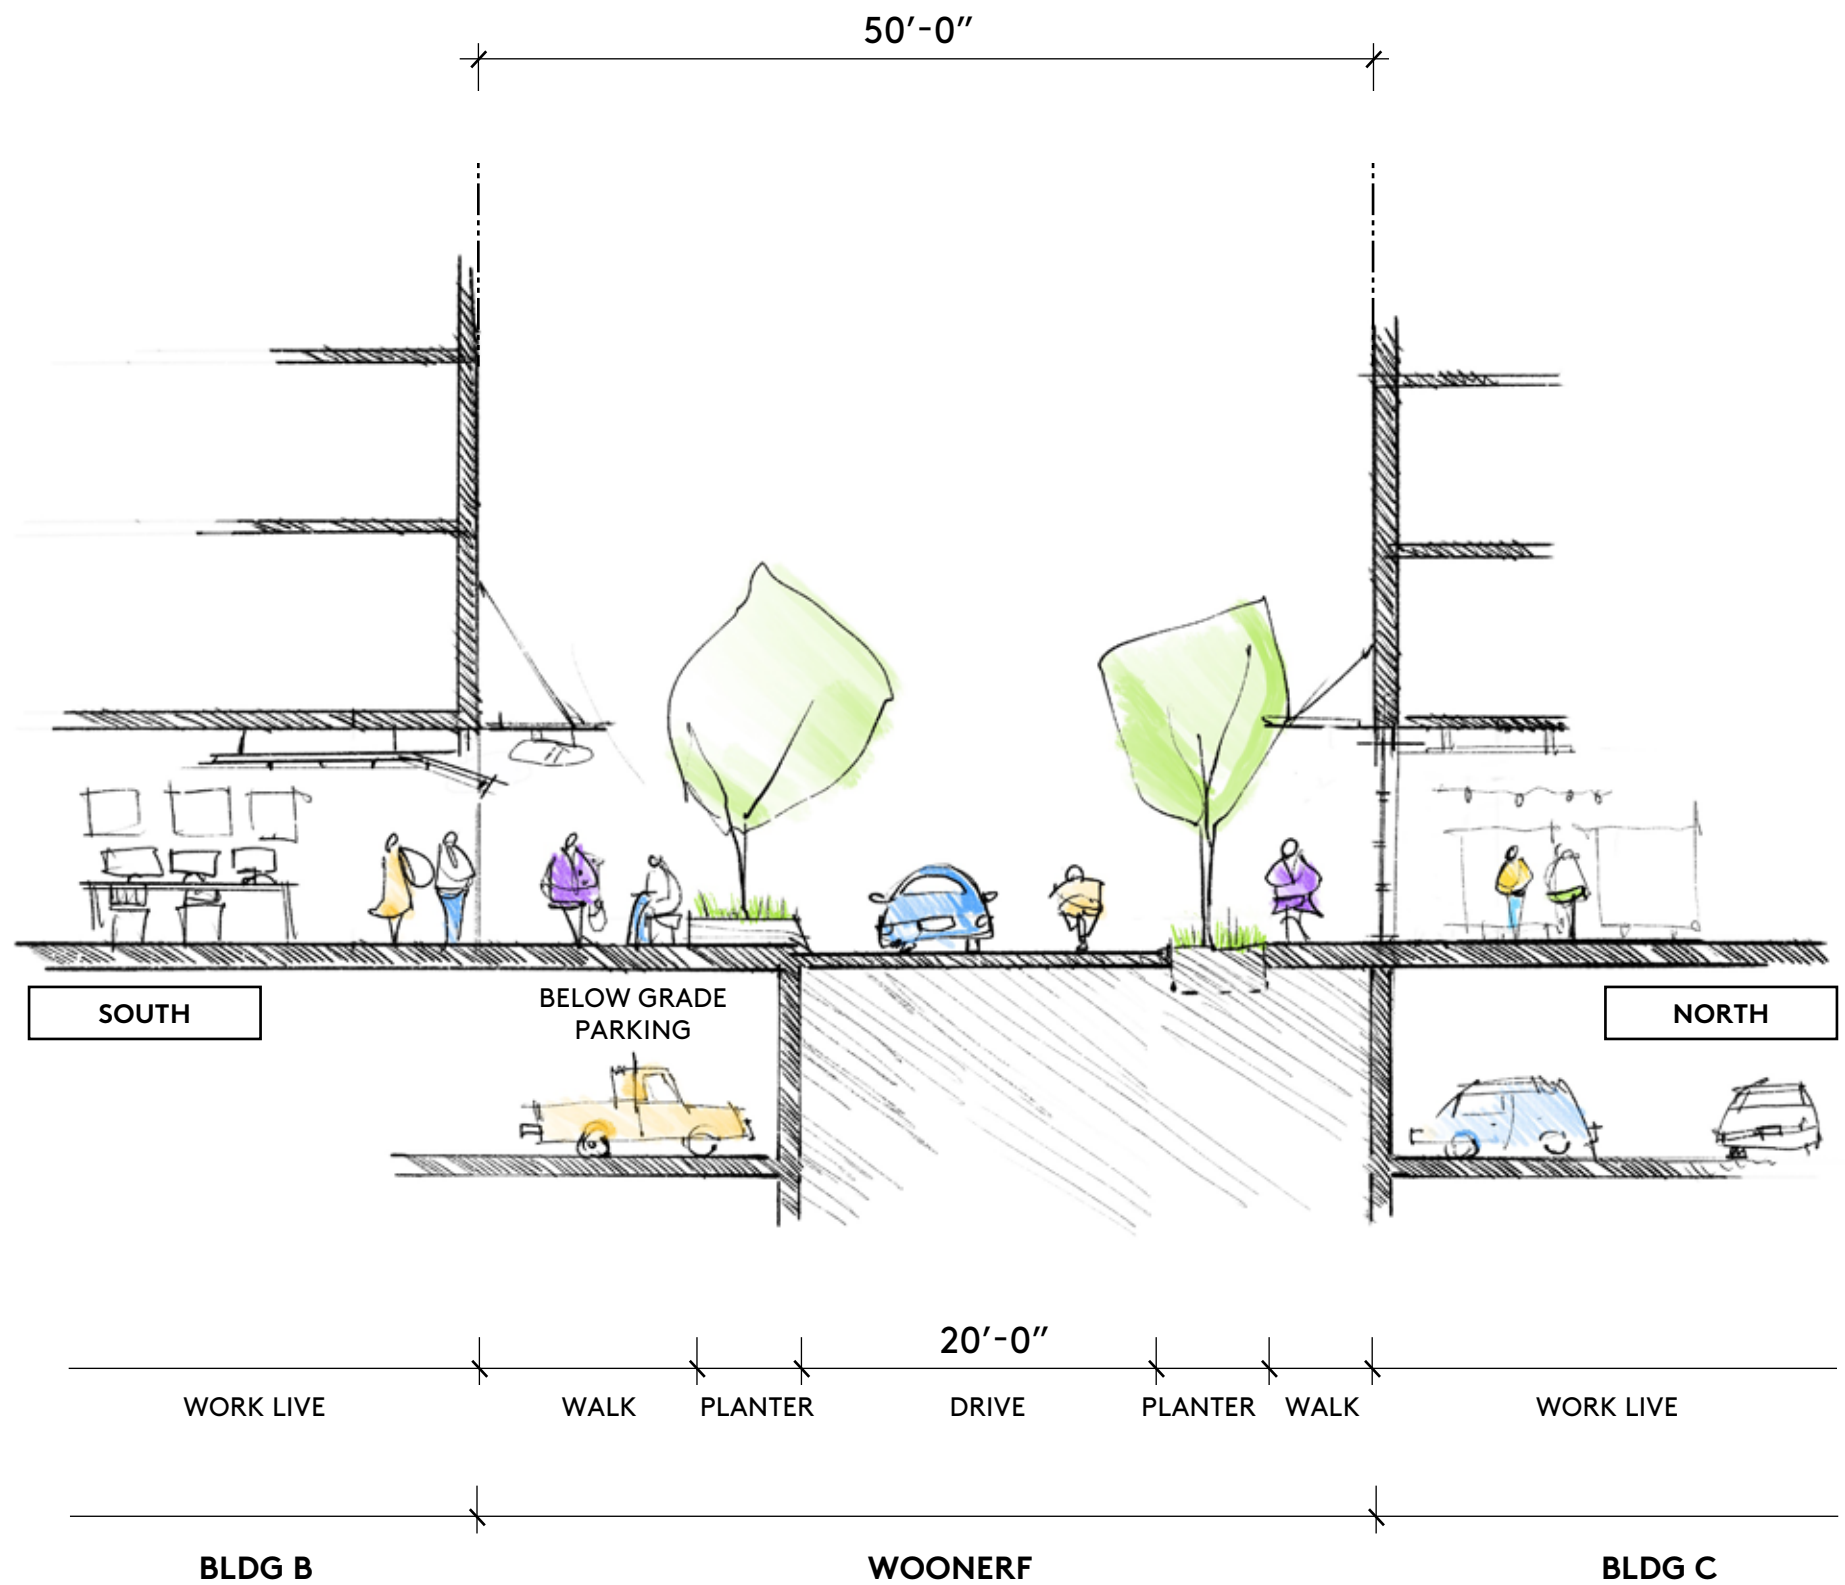 50′-0″
SOUTH
BELOW GRADE
PARKING
NORTH
20′-0″
WORK LIVE
WALK
PLANTER
DRIVE
PLANTER
WALK
WORK LIVE
BLDG B
WOONERF
BLDG C